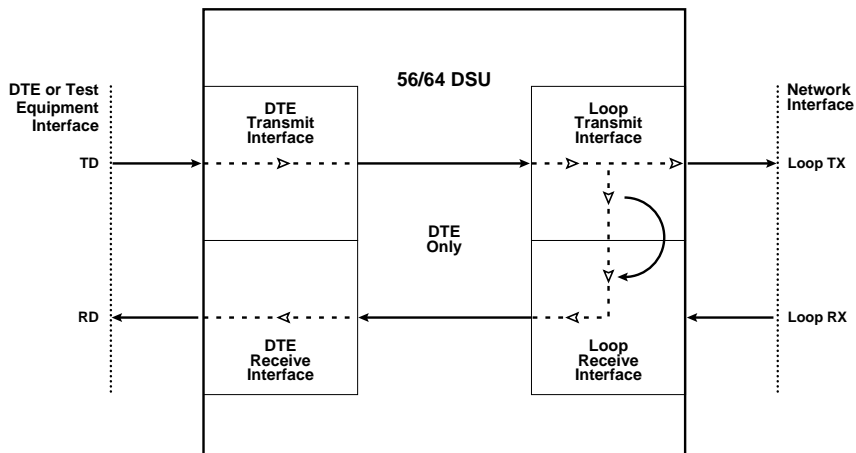 56/64 DSU
DTE or Test
Equipment
Interface
DTE
Transmit
Interface
Loop
Transmit
Interface
Network
Interface
TD
Loop TX
DTE
Only
RD
Loop RX
DTE
Receive
Interface
Loop
Receive
Interface